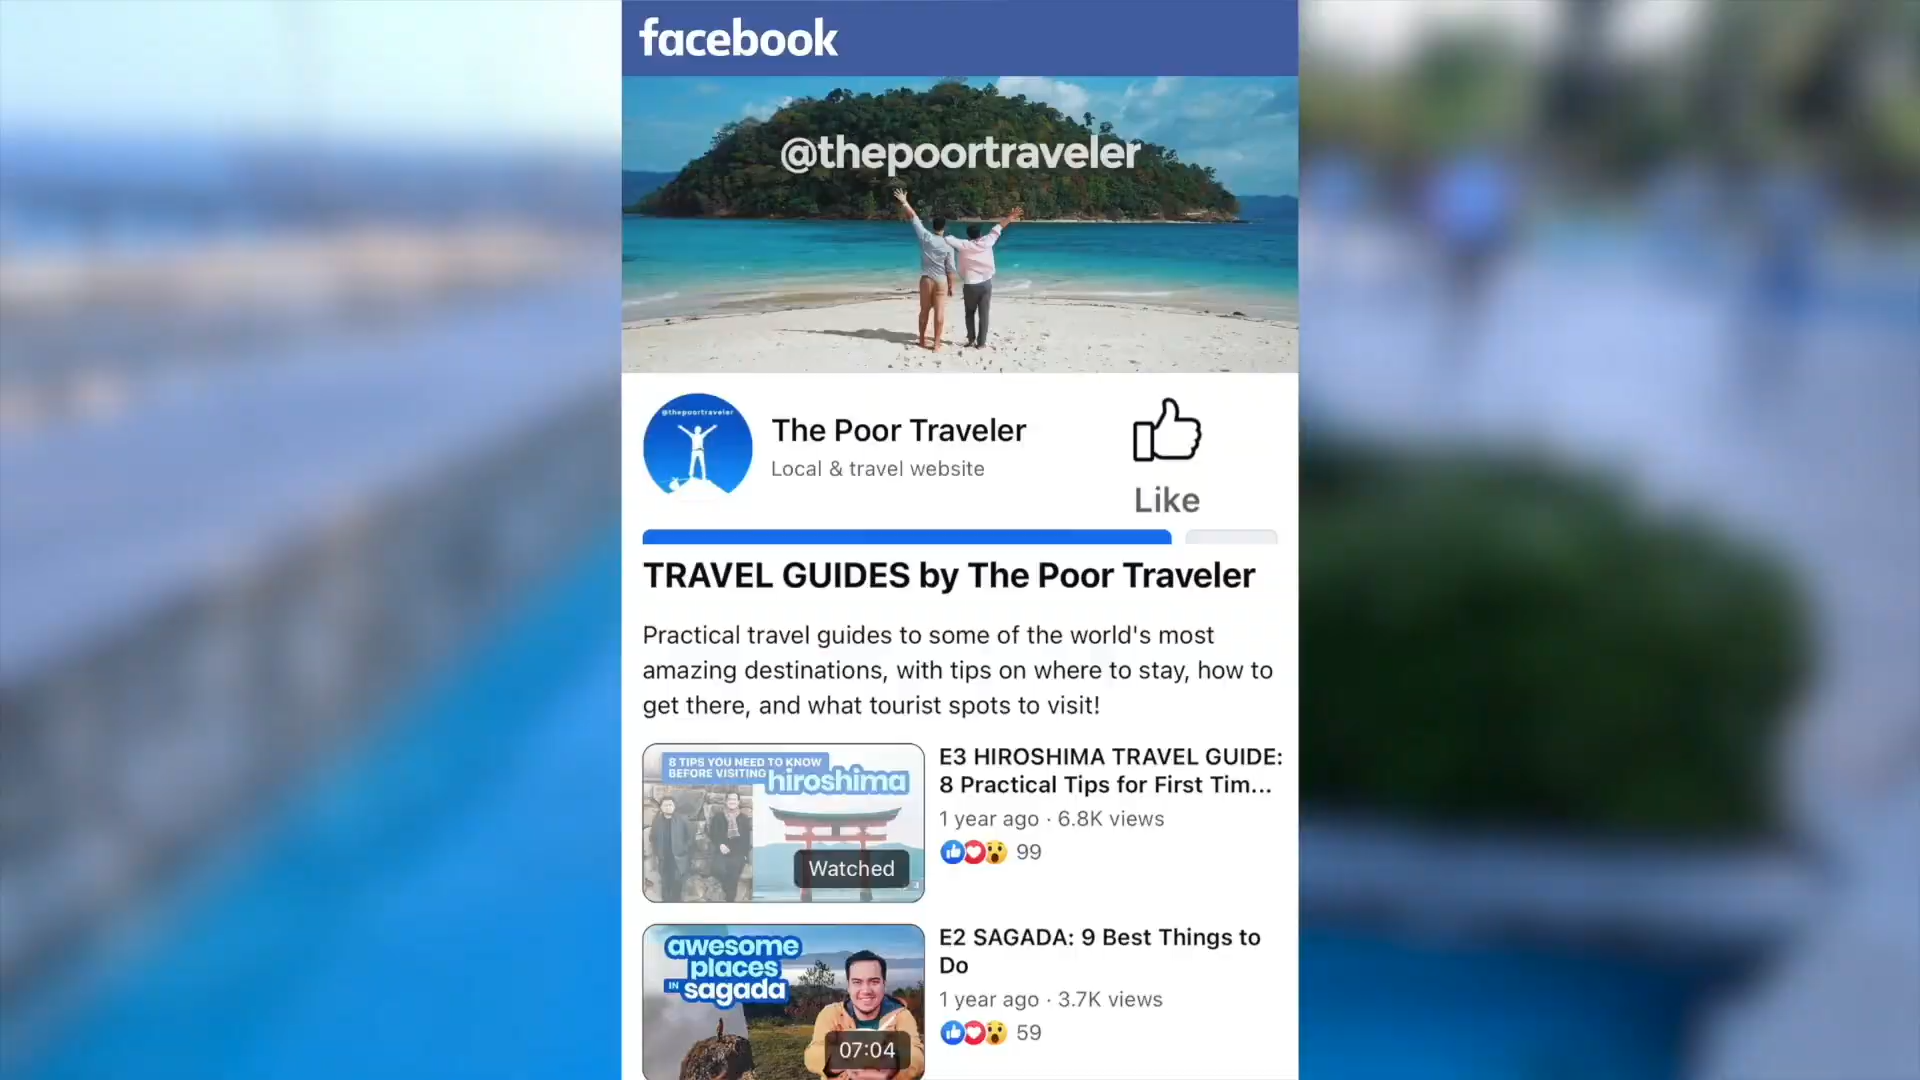 facebook
@thepoortraveler
@thepoortraveler
The Poor Traveler
Local & travel website
Like
TRAVEL GUIDES by The Poor Traveler
Practical travel guides to some of the world's most
amazing destinations, with tips on where to stay, how to
get there, and what tourist spots to visit!
8 TIPS YOU NEED TO KNOW
BEFORE VISITING hiroshima
Watched
E3 HIROSHIMA TRAVEL GUIDE:
8 Practical Tips for First Tim...
1 year ago · 6.8K views
99
awesome
places
IN sagada
07:04
E2 SAGADA: 9 Best Things to
Do
1 year ago · 3.7K views
59